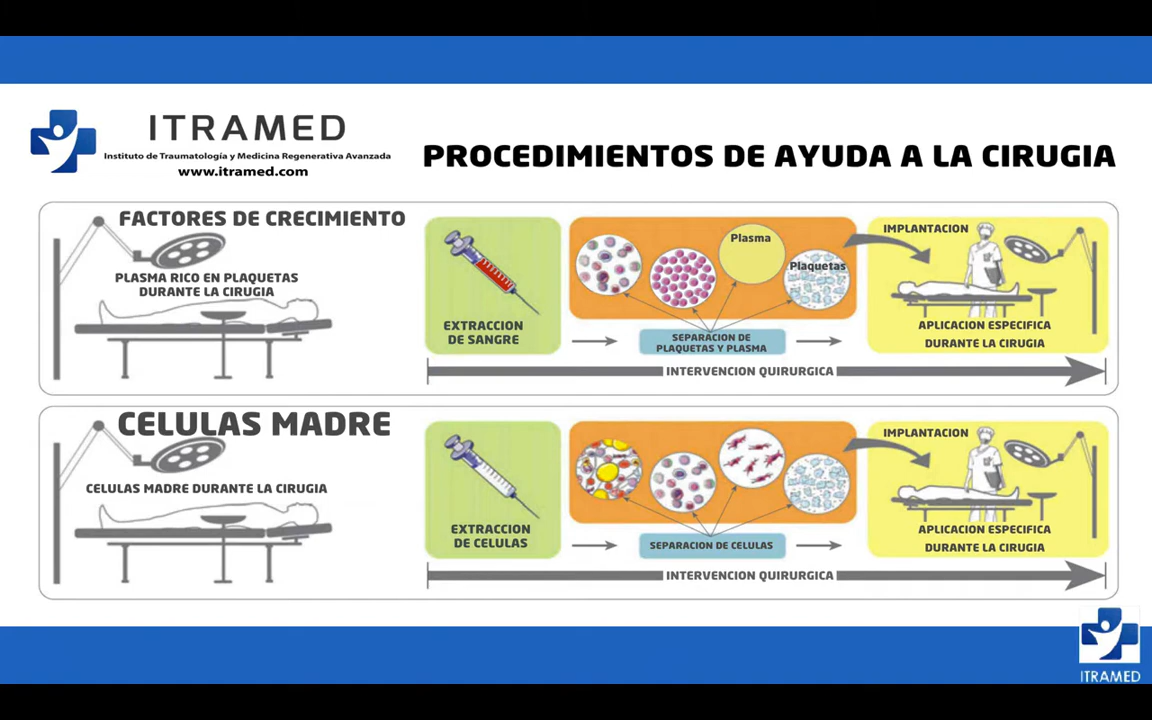 ITRAMED
Instituto de Traumatología y Medicina Regenerativa Avanzada
www.itramed.com
PROCEDIMIENTOS DE AYUDA A LA CIRUGIA
FACTORES DE CRECIMIENTO
PLASMA RICO EN PLAQUETAS
DURANTE LA CIRUGIA
EXTRACCION
DE SANGRE
Plasma
Plaquetas
SEPARACION DE
PLAQUETAS Y PLASMA
IMPLANTACION
APLICACION ESPECIFICA
DURANTE LA CIRUGIA
INTERVENCION QUIRURGICA
CELULAS MADRE
CELULAS MADRE DURANTE LA CIRUGIA
EXTRACCION
DE CELULAS
SEPARACION DE CELULAS
IMPLANTACION
APLICACION ESPECIFICA
DURANTE LA CIRUGIA
INTERVENCION QUIRURGICA
ITRAMED